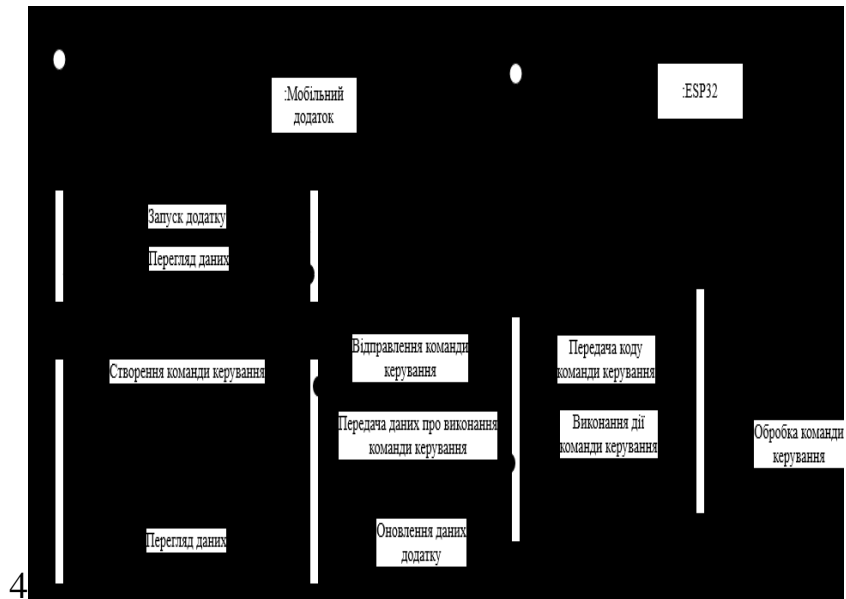 :Мобільний
додаток
:ESP32
Запуск додатку
Перегляд даних
Створення команди керування
Відправлення команди
керування
Передача коду
команди керування
Передача даних про виконання
команди керування
Виконання дії
команди керування
Обробка команди
керування
Перегляд даних
Оновлення даних
додатку
4